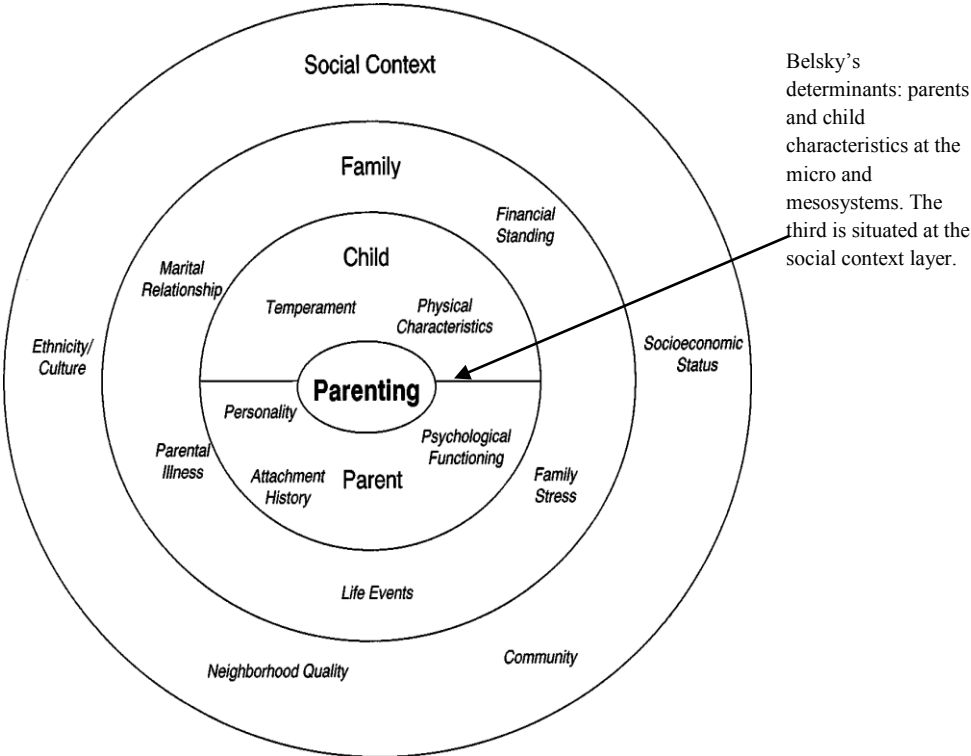 Social Context
Belsky’s
determinants: parents
and child
characteristics at the
micro and
mesosystems. The
third is situated at the
social context layer.
Family
Financial
Standing
Child
Marital
Relationship
Temperament
Physical
Characteristics
Ethnicity/
Culture
Socioeconomic
Status
Parenting
Personality
Psychological
Functioning
Parental
Illness
Attachment
History
Parent
Family
Stress
Life Events
Neighborhood Quality
Community